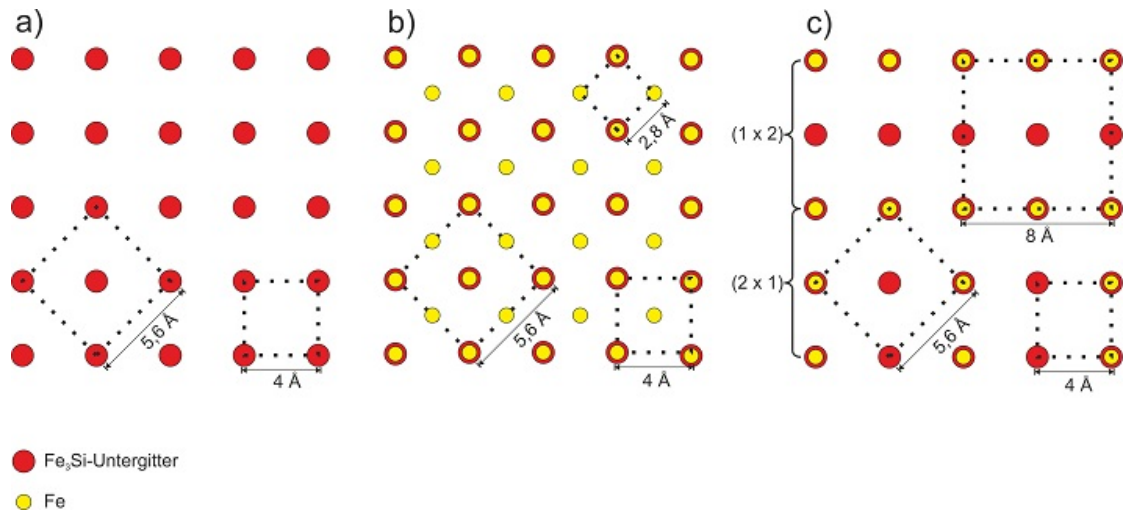 a)
b)
c)
2,8 Å
(1 x 2)
8 Å
(2 x 1)
5,6 Å
4 Å
5,6 Å
4 Å
5,6 Å
4 Å
Fe₃Si-Untergitter
Fe